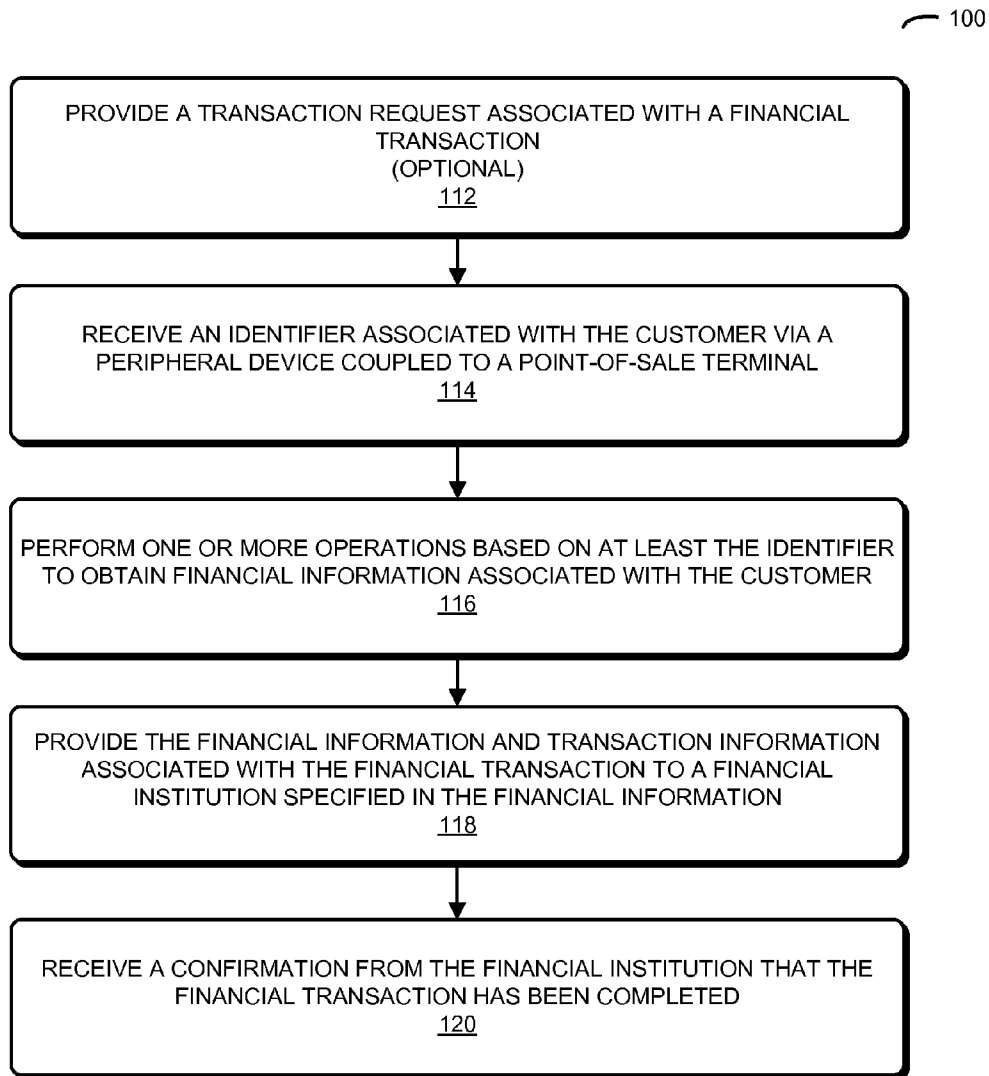 100
PROVIDE A TRANSACTION REQUEST ASSOCIATED WITH A FINANCIAL
TRANSACTION
(OPTIONAL)
112
RECEIVE AN IDENTIFIER ASSOCIATED WITH THE CUSTOMER VIA A
PERIPHERAL DEVICE COUPLED TO A POINT-OF-SALE TERMINAL
114
PERFORM ONE OR MORE OPERATIONS BASED ON AT LEAST THE IDENTIFIER
TO OBTAIN FINANCIAL INFORMATION ASSOCIATED WITH THE CUSTOMER
116
PROVIDE THE FINANCIAL INFORMATION AND TRANSACTION INFORMATION
ASSOCIATED WITH THE FINANCIAL TRANSACTION TO A FINANCIAL
INSTITUTION SPECIFIED IN THE FINANCIAL INFORMATION
118
RECEIVE A CONFIRMATION FROM THE FINANCIAL INSTITUTION THAT THE
FINANCIAL TRANSACTION HAS BEEN COMPLETED
120